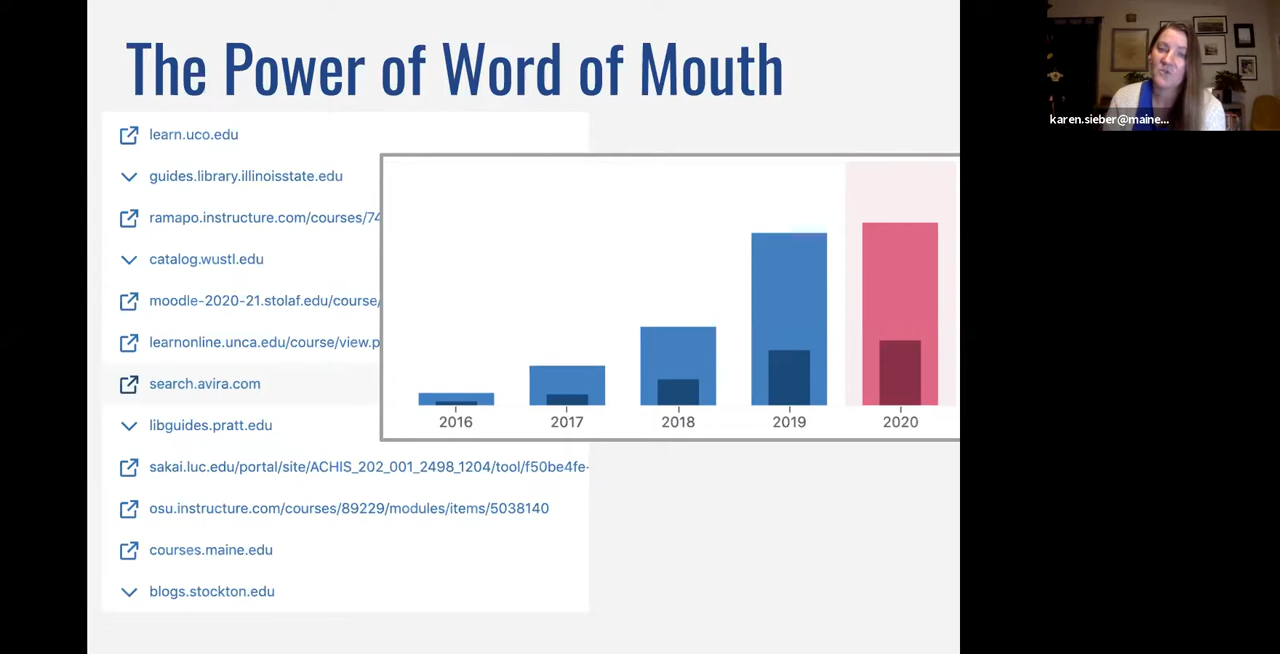 The Power of Word of Mouth
karen.sieber@maine...
learn.uco.edu
guides.library.illinoisstate.edu
ramapo.instructure.com/courses/74
catalog.wustl.edu
moodle-2020-21.stolaf.edu/course/
learnonline.unca.edu/course/view.p
search.avira.com
libguides.pratt.edu
sakai.luc.edu/portal/site/ACHIS_202_001_2498_1204/tool/f50be4fe-
osu.instructure.com/courses/89229/modules/items/5038140
courses.maine.edu
blogs.stockton.edu
2016 2017 2018 2019 2020